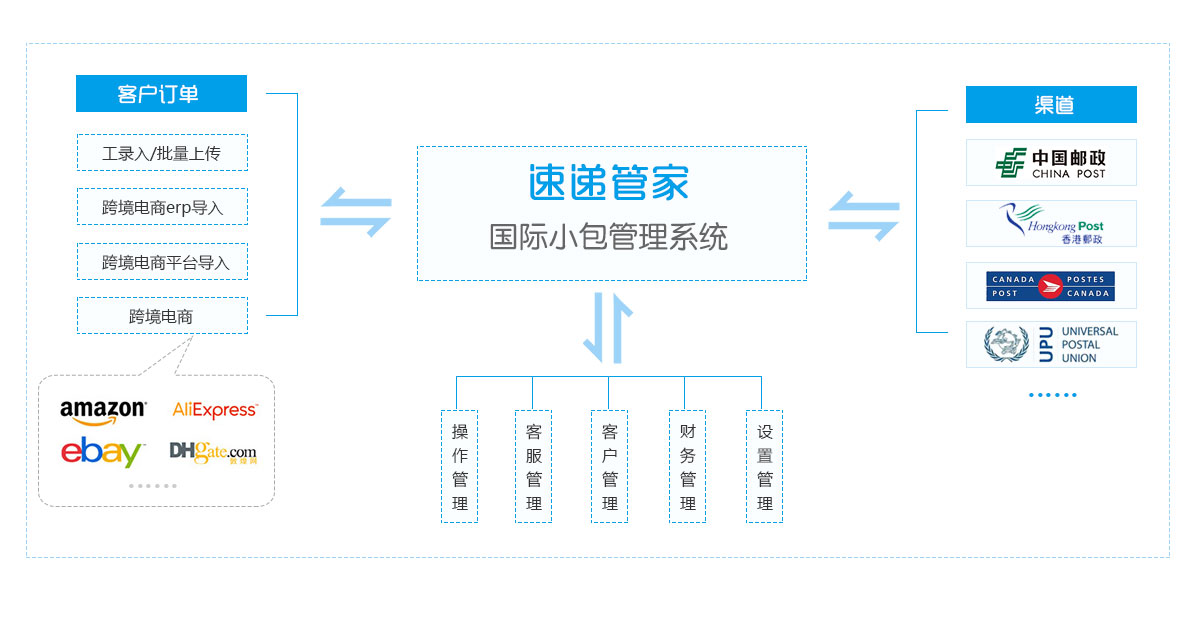 客户订单
工录入/批量上传
跨境电商erp导入
跨境电商平台导入
跨境电商
amazon
AliExpress™
ebay™
DHgate.com
敦煌网
速递管家
国际小包管理系统
操作管理
客服管理
客户管理
财务管理
设置管理
渠道
中国邮政
CHINA POST
Hongkong Post
香港郵政
CANADA POSTES
POST CANADA
UPU
UNIVERSAL
POSTAL
UNION